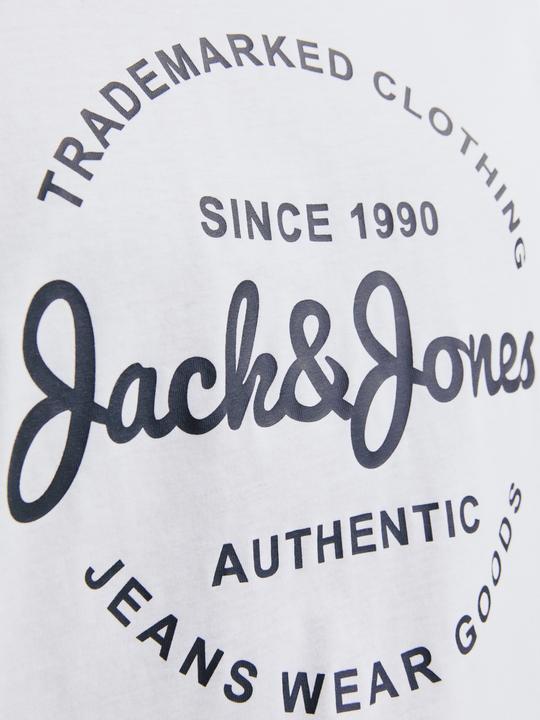 TRADEMARKED CLOTHING
SINCE 1990
Jack&Jones
AUTHENTIC
JEANS WEAR GOODS